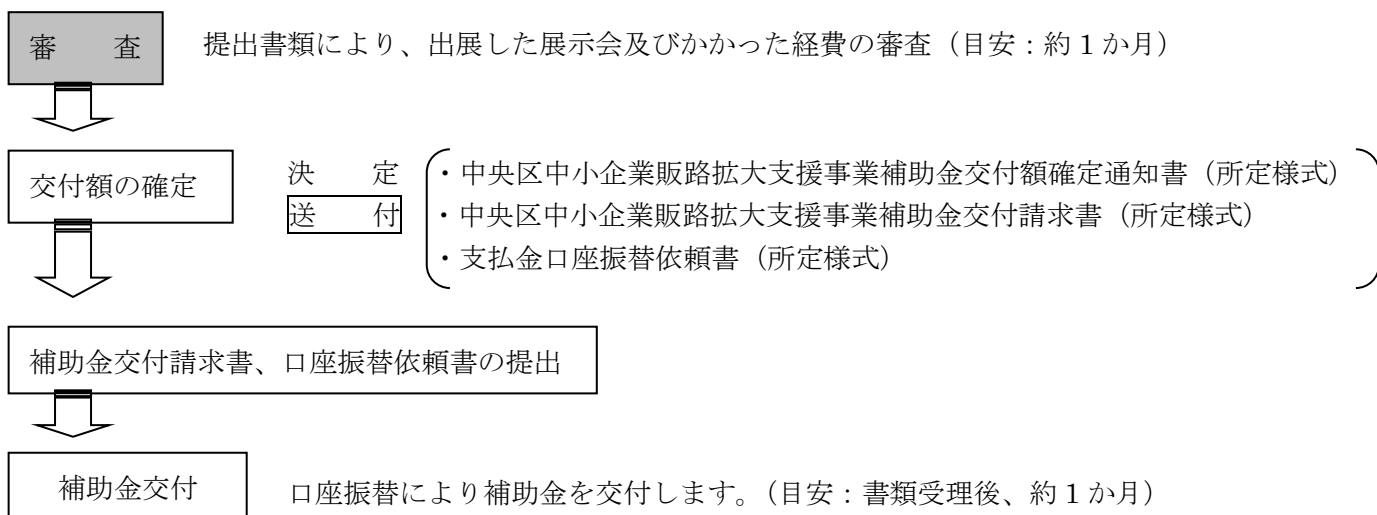 審　　査　　提出書類により、出展した展示会及びかかった経費の審査（目安：約１か月）
交付額の確定　　決　　定　・中央区中小企業販路拡大支援事業補助金交付額確定通知書（所定様式）
送　　付　・中央区中小企業販路拡大支援事業補助金交付請求書（所定様式）
・支払金口座振替依頼書（所定様式）
補助金交付請求書、口座振替依頼書の提出
補助金交付　　口座振替により補助金を交付します。（目安：書類受理後、約１か月）